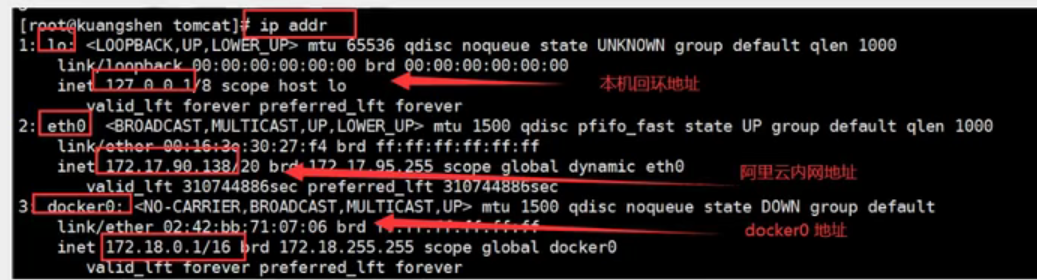 [root@kuangshen tomcat]# ip addr
1: lo: <LOOPBACK,UP,LOWER_UP> mtu 65536 qdisc noqueue state UNKNOWN group default qlen 1000
link/loopback 00:00:00:00:00:00 brd 00:00:00:00:00:00
inet 127.0.0.1/8 scope host lo
本机回环地址
valid_lft forever preferred_lft forever
2: eth0: <BROADCAST,MULTICAST,UP,LOWER_UP> mtu 1500 qdisc pfifo_fast state UP group default qlen 1000
link/ether 00:16:3e:30:27:f4 brd ff:ff:ff:ff:ff:ff
inet 172.17.90.138/20 brd 172.17.95.255 scope global dynamic eth0
阿里云内网地址
valid_lft 310744886sec preferred_lft 310744886sec
3: docker0: <NO-CARRIER,BROADCAST,MULTICAST,UP> mtu 1500 qdisc noqueue state DOWN group default
link/ether 02:42:bb:71:07:06 brd ff:ff:ff:ff:ff:ff
docker0 地址
inet 172.18.0.1/16 brd 172.18.255.255 scope global docker0
valid_lft forever preferred_lft forever